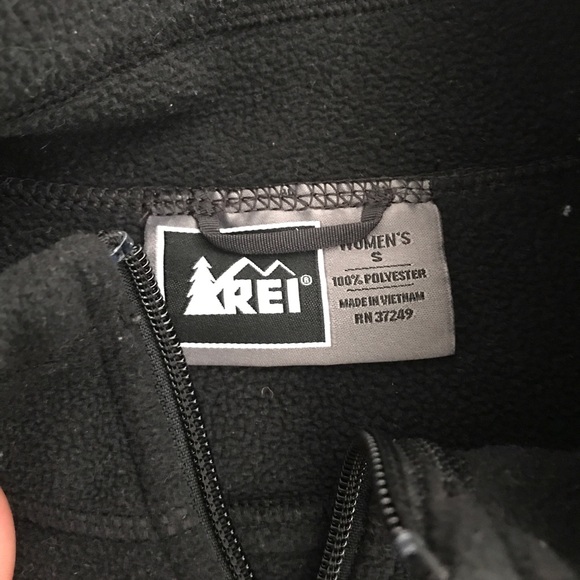 REI®
WOMEN'S
S
100% POLYESTER
MADE IN VIETNAM
RN 37249